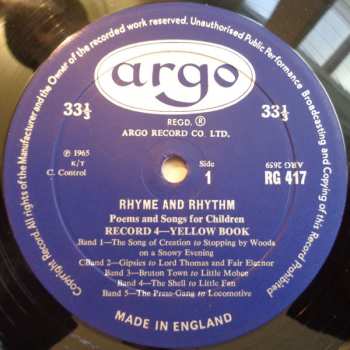 Copyright Record All rights of the Manufacturer and the Owner of the recorded work reserved. Unauthorised Public Performance Broadcasting and Copying of this Record Prohibited
argo
33⅓
33⅓
REGD. ®
ARGO RECORD CO. LTD.
℗ 1965
K/T
C. Control
Side
1
ARG 2659
RG 417
RHYME AND RHYTHM
Poems and Songs for Children
RECORD 4—YELLOW BOOK
Band 1—The Song of Creation to Stopping by Woods
on a Snowy Evening
CBand 2—Gipsies to Lord Thomas and Fair Eleanor
Band 3—Bruton Town to Little Mohee
Band 4—The Shell to Little Fan
Band 5—The Press-Gang to Locomotive
MADE IN ENGLAND